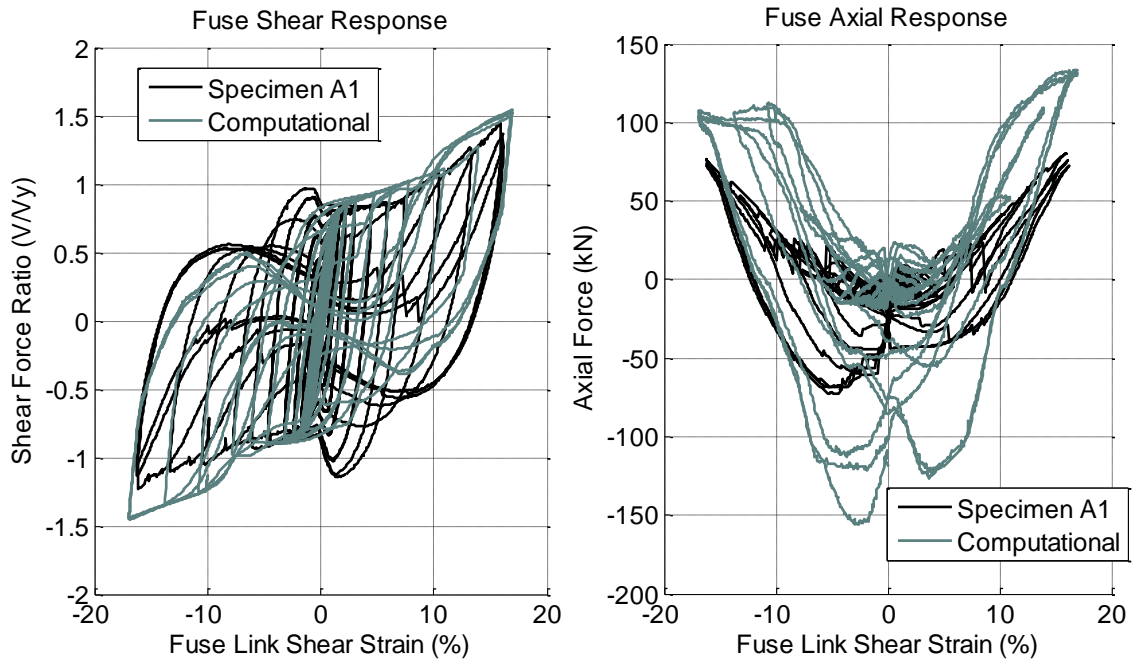 Fuse Shear Response
2
1.5
1
0.5
0
-0.5
-1
-1.5
-2
Shear Force Ratio (V/Vy)
Specimen A1
Computational
-20 -10 0 10 20
Fuse Link Shear Strain (%)
Fuse Axial Response
150
100
50
0
-50
-100
-150
-200
Axial Force (kN)
Specimen A1
Computational
-20 -10 0 10 20
Fuse Link Shear Strain (%)